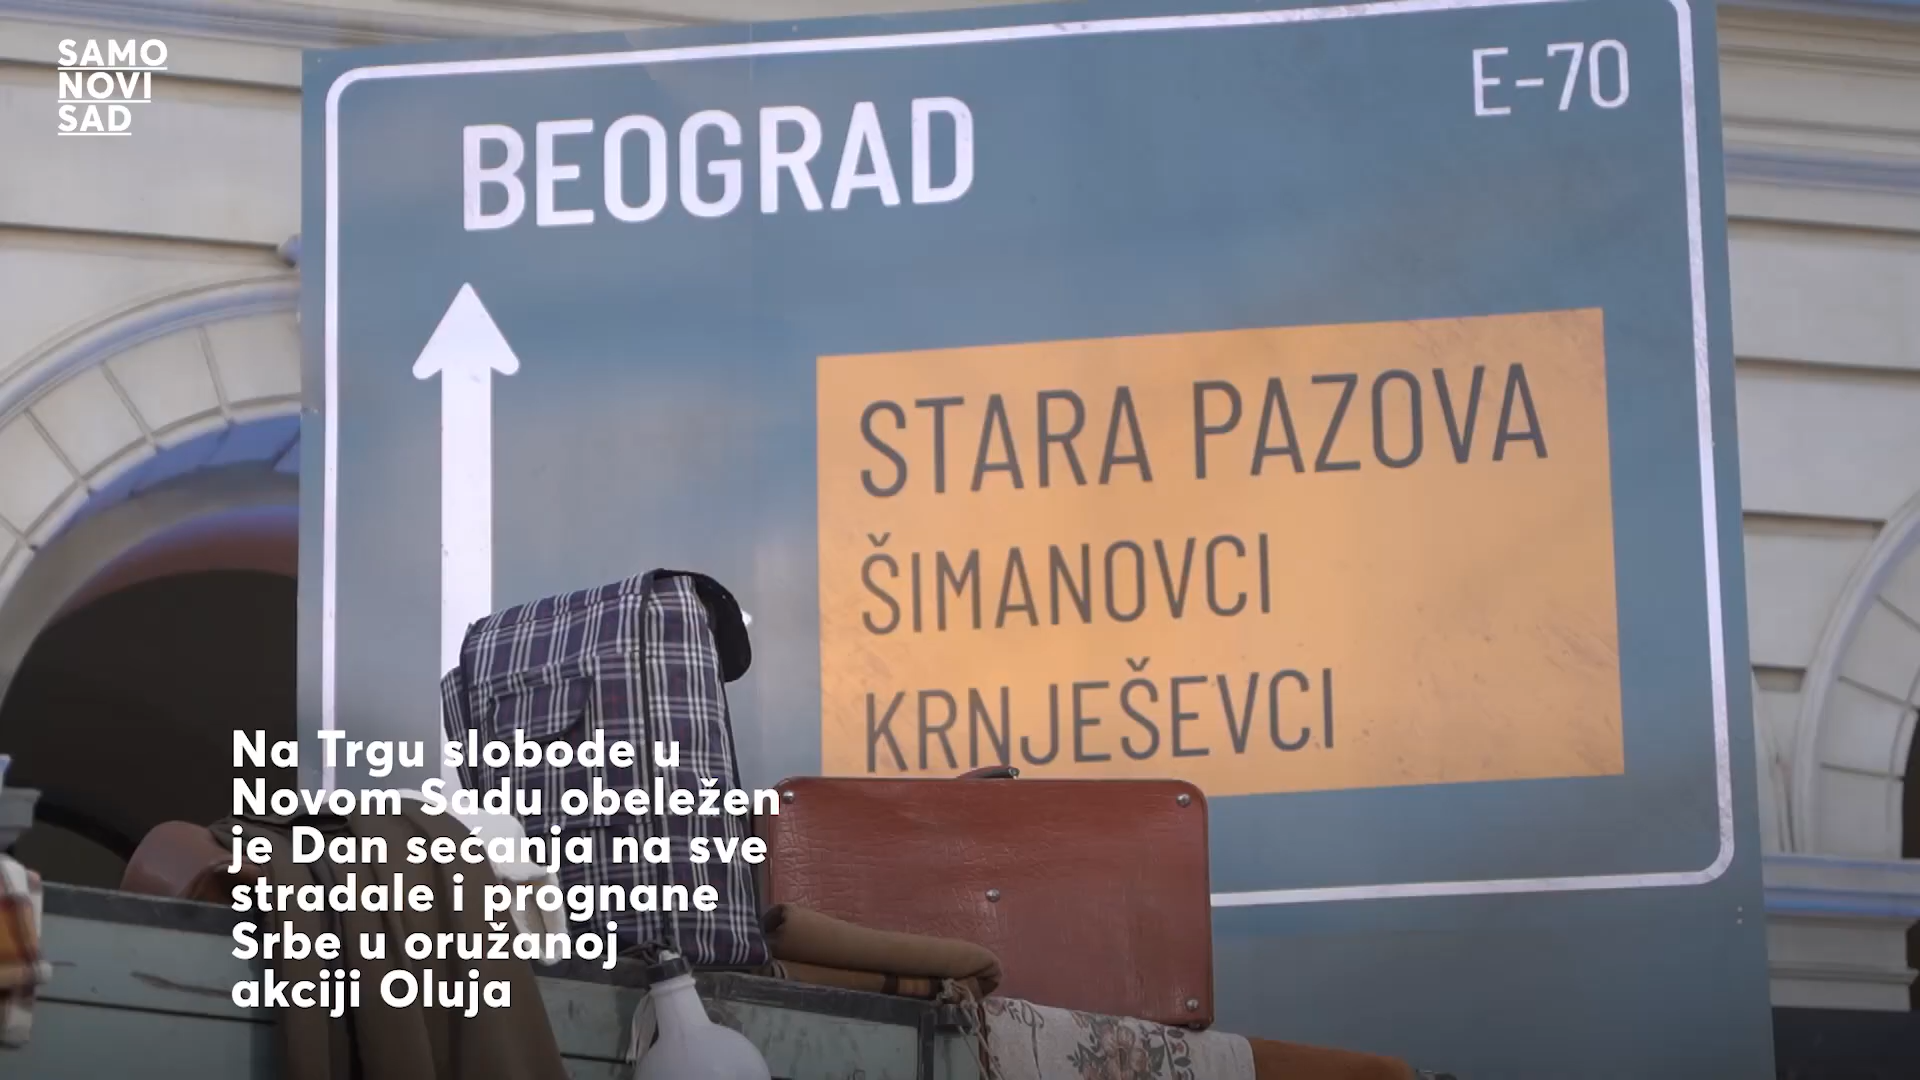 SAMO
NOVI
SAD
E-70
BEOGRAD
STARA PAZOVA
ŠIMANOVCI
KRNJEŠEVCI
Na Trgu slobode u
Novom Sadu obeležen
je Dan sećanja na sve
stradale i prognane
Srbe u oružanoj
akciji Oluja